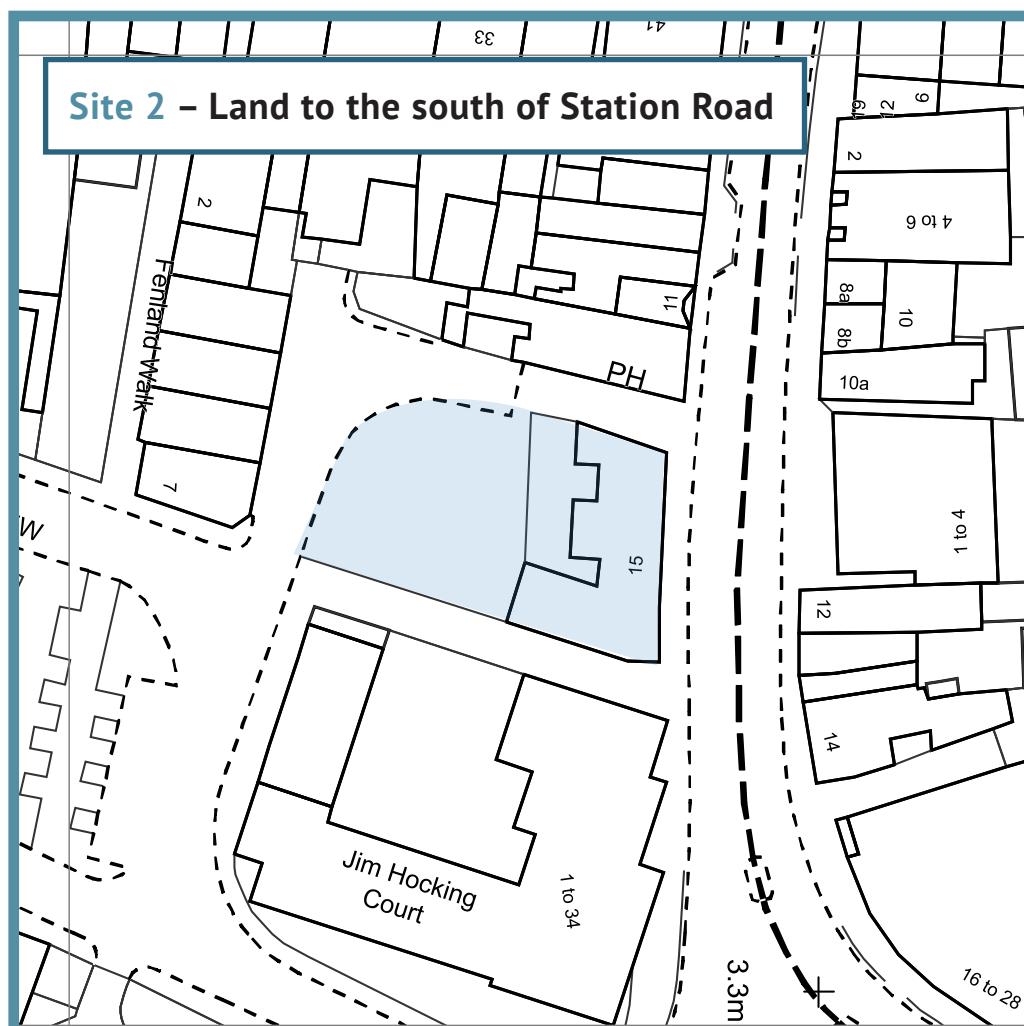 33
41
Site 2 – Land to the south of Station Road
19
12
6
2
2
4 to 6
Fenland Walk
11
8a
10
8b
PH
10a
7
W
1 to 4
15
12
14
Jim Hocking
Court
1 to 34
3.3m
16 to 28